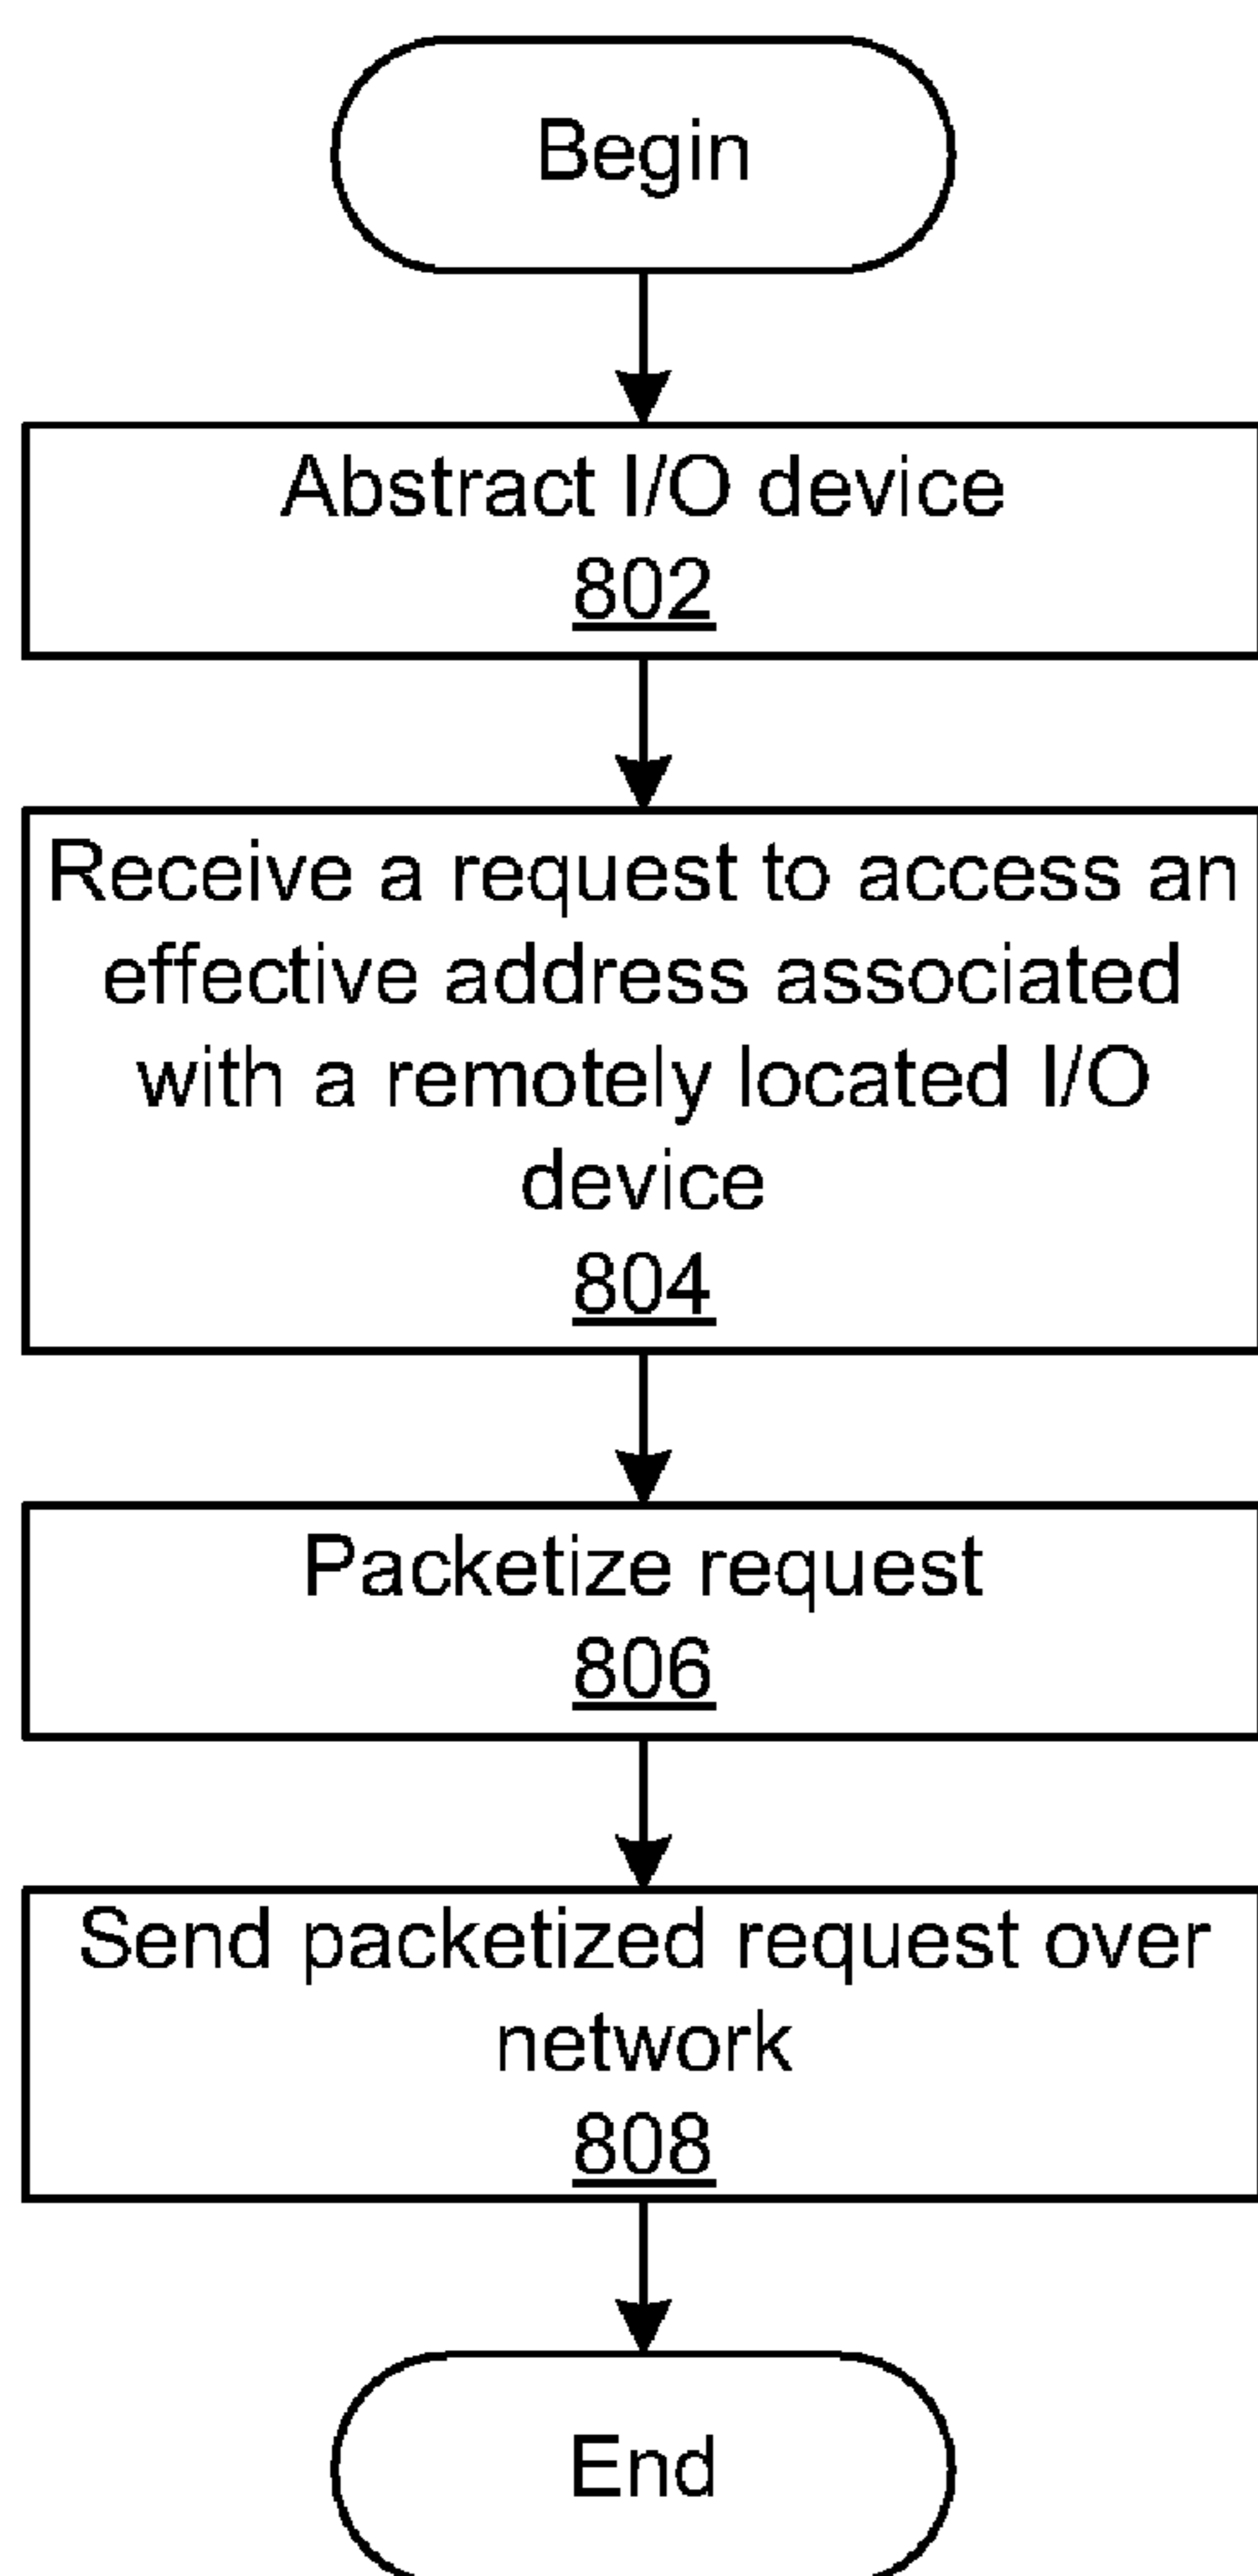 Begin
Abstract I/O device
802
Receive a request to access an
effective address associated
with a remotely located I/O
device
804
Packetize request
806
Send packetized request over
network
808
End